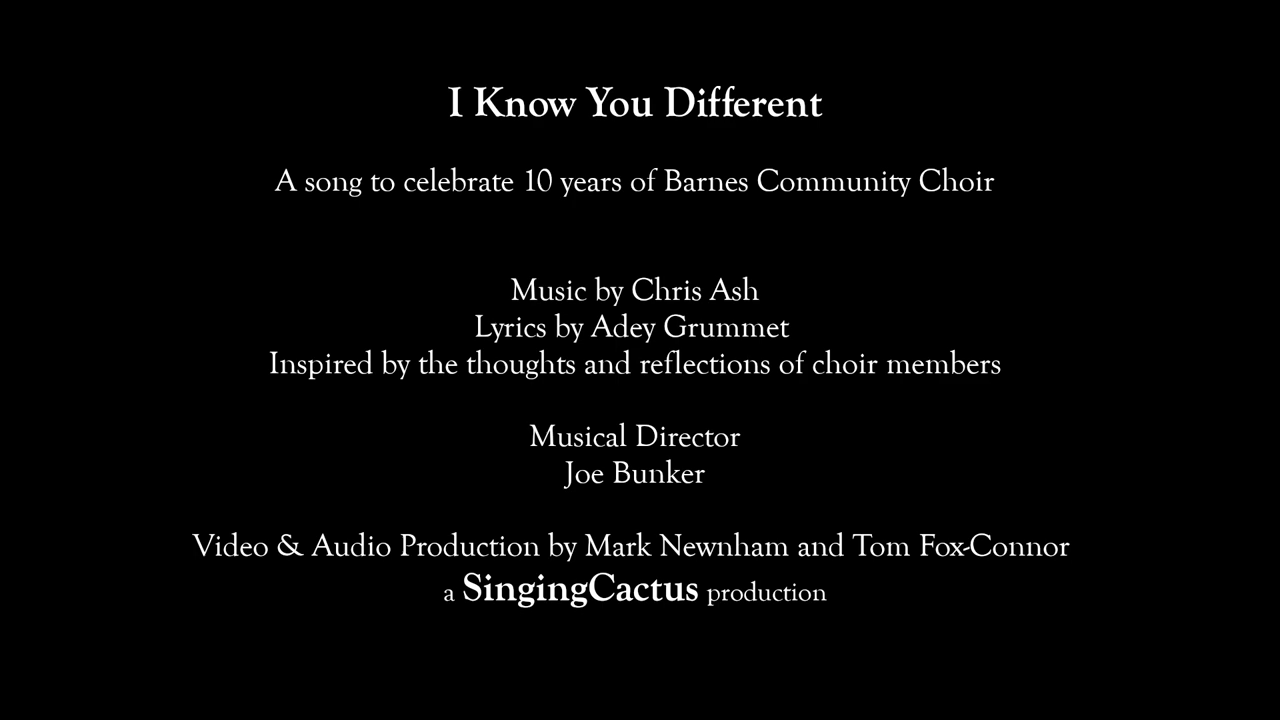 I Know You Different
A song to celebrate 10 years of Barnes Community Choir
Music by Chris Ash
Lyrics by Adey Grummet
Inspired by the thoughts and reflections of choir members
Musical Director
Joe Bunker
Video & Audio Production by Mark Newnham and Tom Fox-Connor
a SingingCactus production